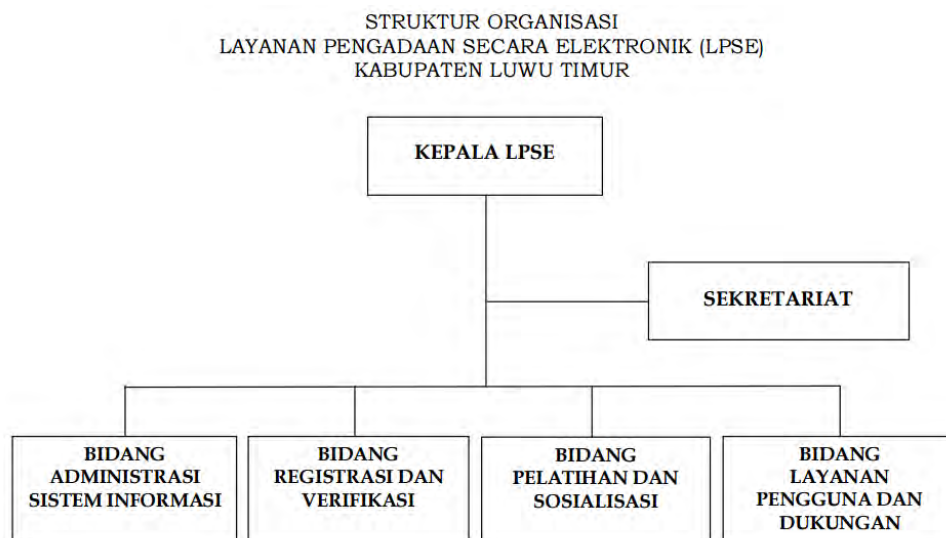 STRUKTUR ORGANISASI
LAYANAN PENGADAAN SECARA ELEKTRONIK (LPSE)
KABUPATEN LUWU TIMUR
KEPALA LPSE
SEKRETARIAT
BIDANG
ADMINISTRASI
SISTEM INFORMASI
BIDANG
REGISTRASI DAN
VERIFIKASI
BIDANG
PELATIHAN DAN
SOSIALISASI
BIDANG
LAYANAN
PENGGUNA DAN
DUKUNGAN